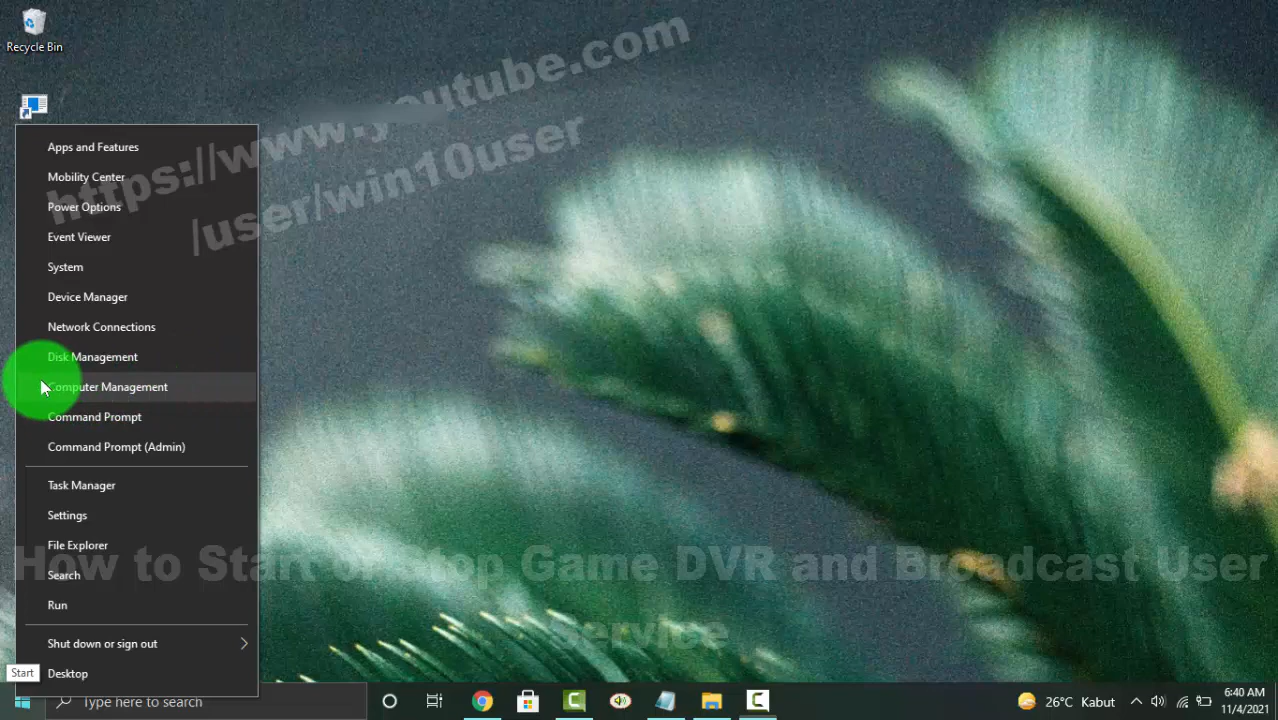 Recycle Bin
https://www.youtube.com
/user/win10user
Apps and Features
Mobility Center
Power Options
Event Viewer
System
Device Manager
Network Connections
Disk Management
Computer Management
Command Prompt
Command Prompt (Admin)
Task Manager
Settings
File Explorer
Search
Run
Shut down or sign out
Desktop
How to Start or Stop Game DVR and Broadcast User
Service
Start
Type here to search
26°C Kabut
6:40 AM
11/4/2021